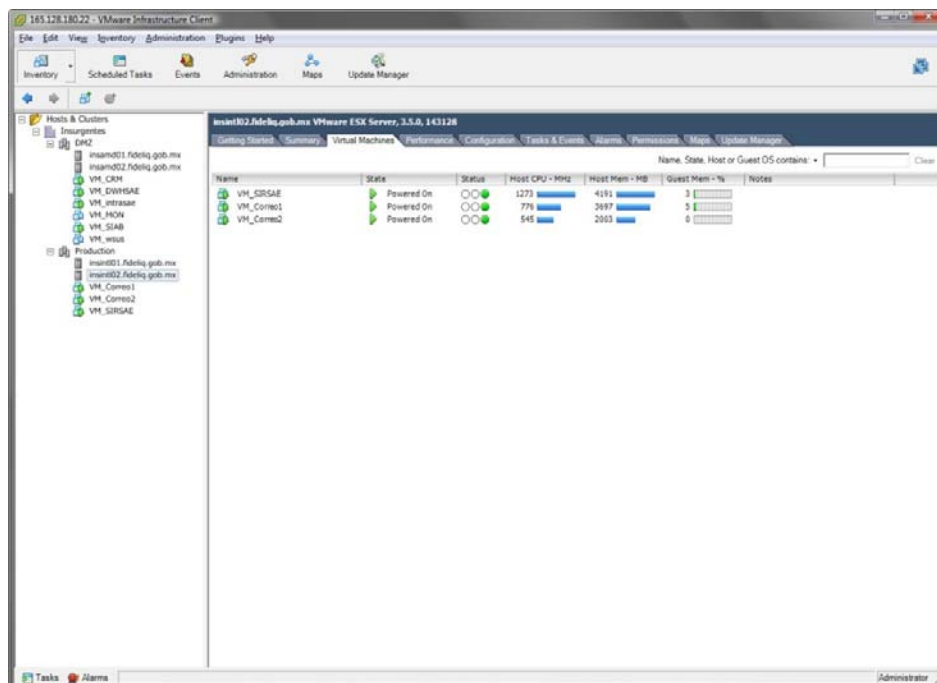 165.128.180.22 - VMware Infrastructure Client
File Edit View Inventory Administration Plugins Help
Inventory Scheduled Tasks Events Administration Maps Update Manager
Hosts & Clusters
Insurgentes
DMZ
insamd01.fideliq.gob.mx
insamd02.fideliq.gob.mx
VM_CRM
VM_DWHSAE
VM_intrasae
VM_MON
VM_SIAB
VM_wsus
Production
insintl01.fideliq.gob.mx
insintl02.fideliq.gob.mx
VM_Correo1
VM_Correo2
VM_SIRSAE
insintl02.fideliq.gob.mx VMware ESX Server, 3.5.0, 143128
Getting Started Summary Virtual Machines Performance Configuration Tasks & Events Alarms Permissions Maps Update Manager
Name, State, Host or Guest OS contains: Clear
Name State Status Host CPU - MHz Host Mem - MB Guest Mem - % Notes
VM_SIRSAE Powered On 1273 4191 3
VM_Correo1 Powered On 776 3697 5
VM_Correo2 Powered On 545 2003 0
Tasks Alarms Administrator